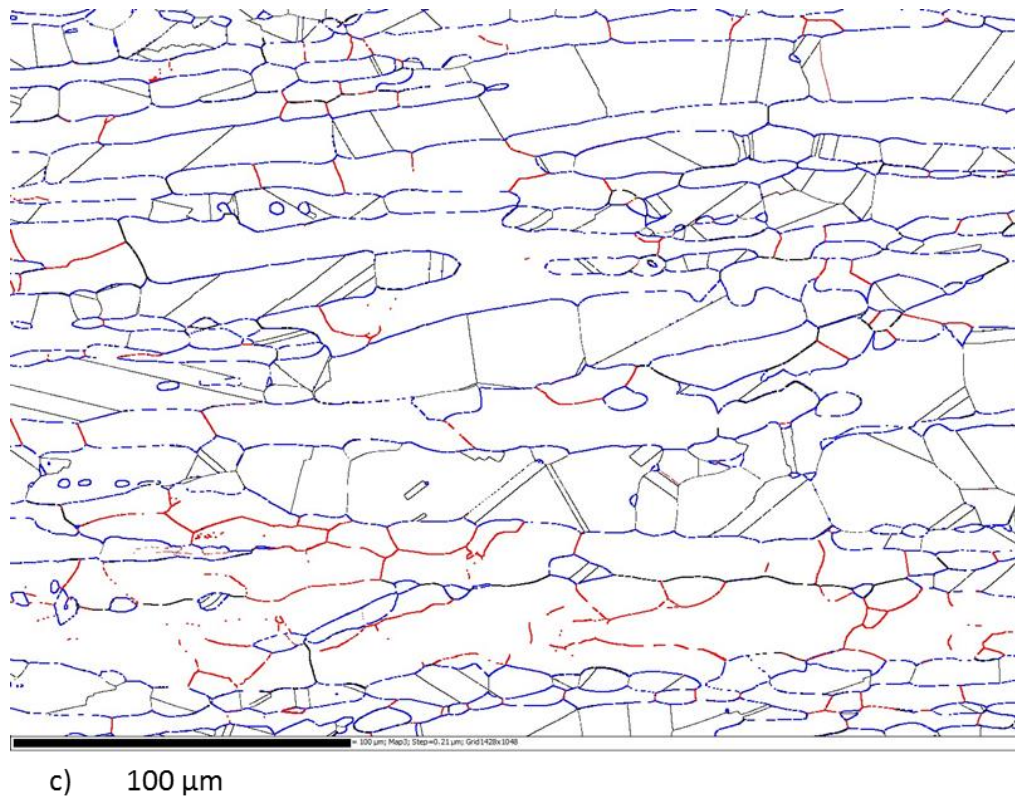 = 100 µm; Map3; Step=0.21 µm; Grid1428x1048
c) 100 µm